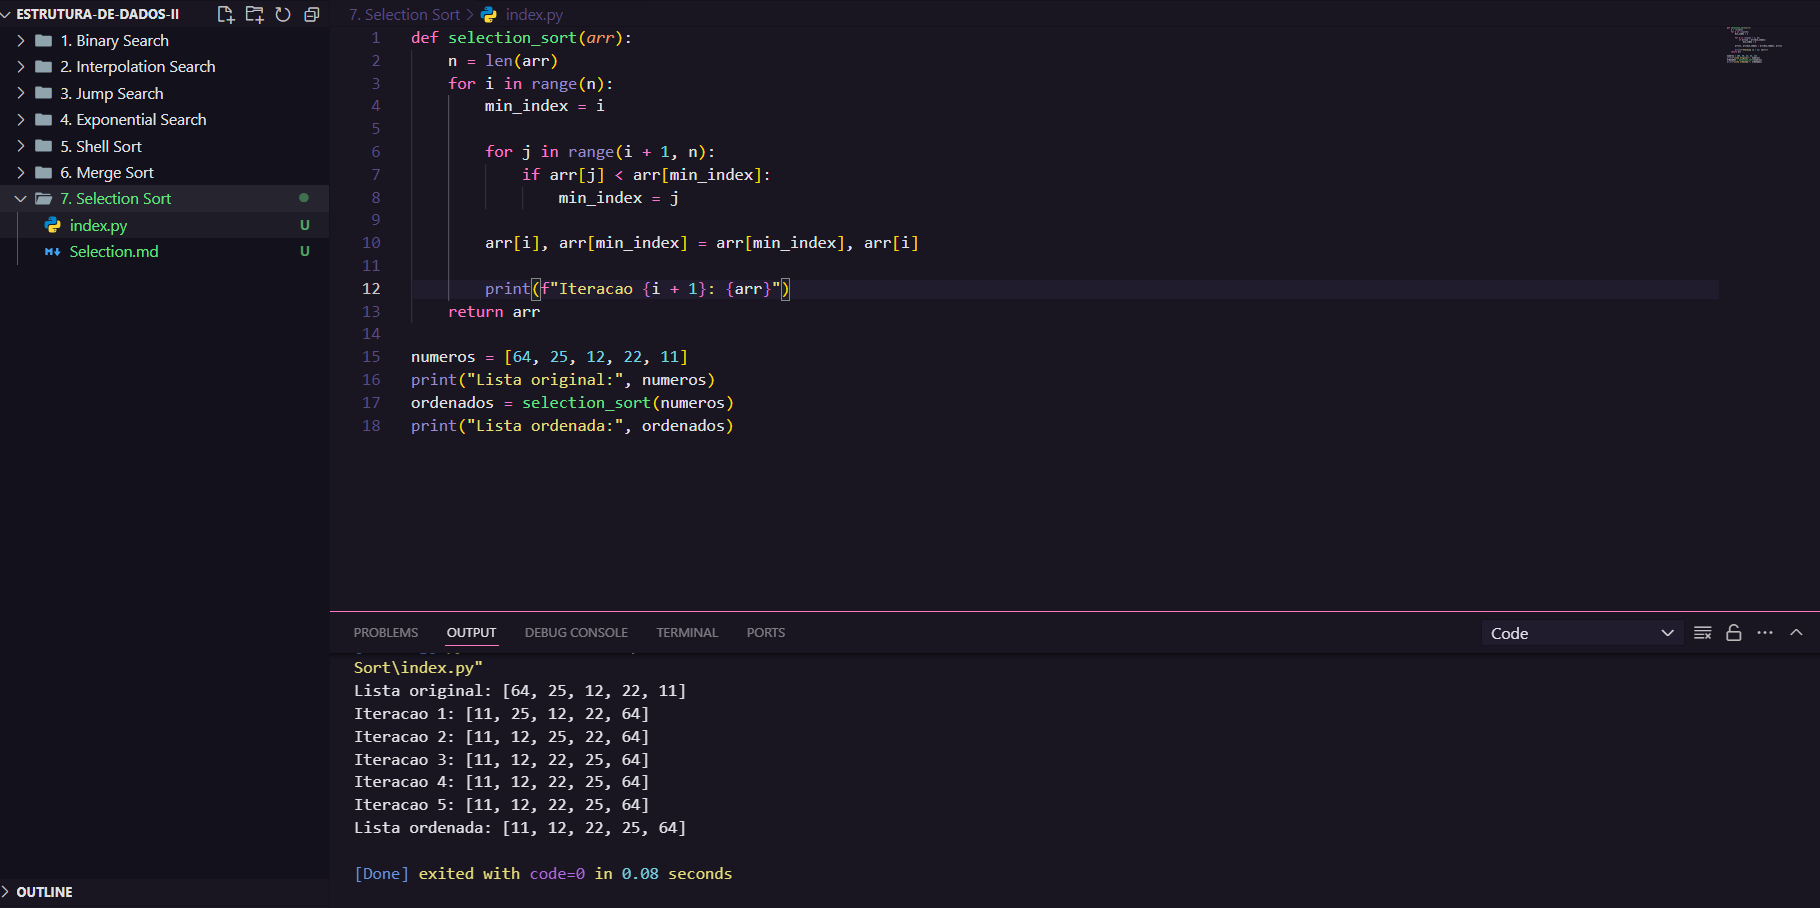 ESTRUTURA-DE-DADOS-II
1. Binary Search
2. Interpolation Search
3. Jump Search
4. Exponential Search
5. Shell Sort
6. Merge Sort
7. Selection Sort
index.py U
Selection.md U
OUTLINE
7. Selection Sort > index.py
1 def selection_sort(arr):
2     n = len(arr)
3     for i in range(n):
4         min_index = i
5
6         for j in range(i + 1, n):
7             if arr[j] < arr[min_index]:
8                 min_index = j
9
10         arr[i], arr[min_index] = arr[min_index], arr[i]
11
12         print(f"Iteracao {i + 1}: {arr}")
13     return arr
14
15 numeros = [64, 25, 12, 22, 11]
16 print("Lista original:", numeros)
17 ordenados = selection_sort(numeros)
18 print("Lista ordenada:", ordenados)
PROBLEMS OUTPUT DEBUG CONSOLE TERMINAL PORTS Code
Sort\index.py"
Lista original: [64, 25, 12, 22, 11]
Iteracao 1: [11, 25, 12, 22, 64]
Iteracao 2: [11, 12, 25, 22, 64]
Iteracao 3: [11, 12, 22, 25, 64]
Iteracao 4: [11, 12, 22, 25, 64]
Iteracao 5: [11, 12, 22, 25, 64]
Lista ordenada: [11, 12, 22, 25, 64]
[Done] exited with code=0 in 0.08 seconds